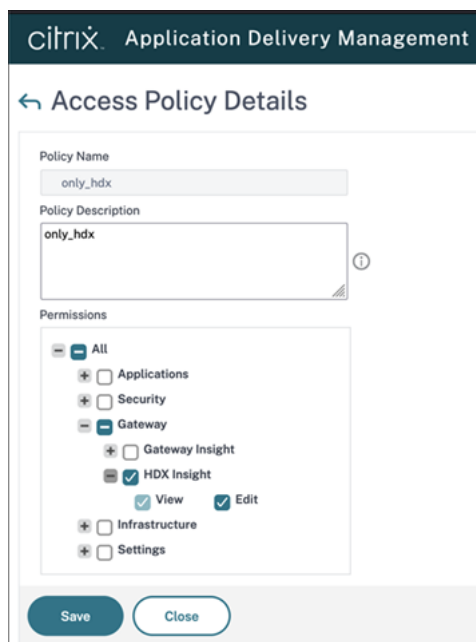 citrix. Application Delivery Management
Access Policy Details
Policy Name
only_hdx
Policy Description
only_hdx
Permissions
All
Applications
Security
Gateway
Gateway Insight
HDX Insight
View Edit
Infrastructure
Settings
Save Close